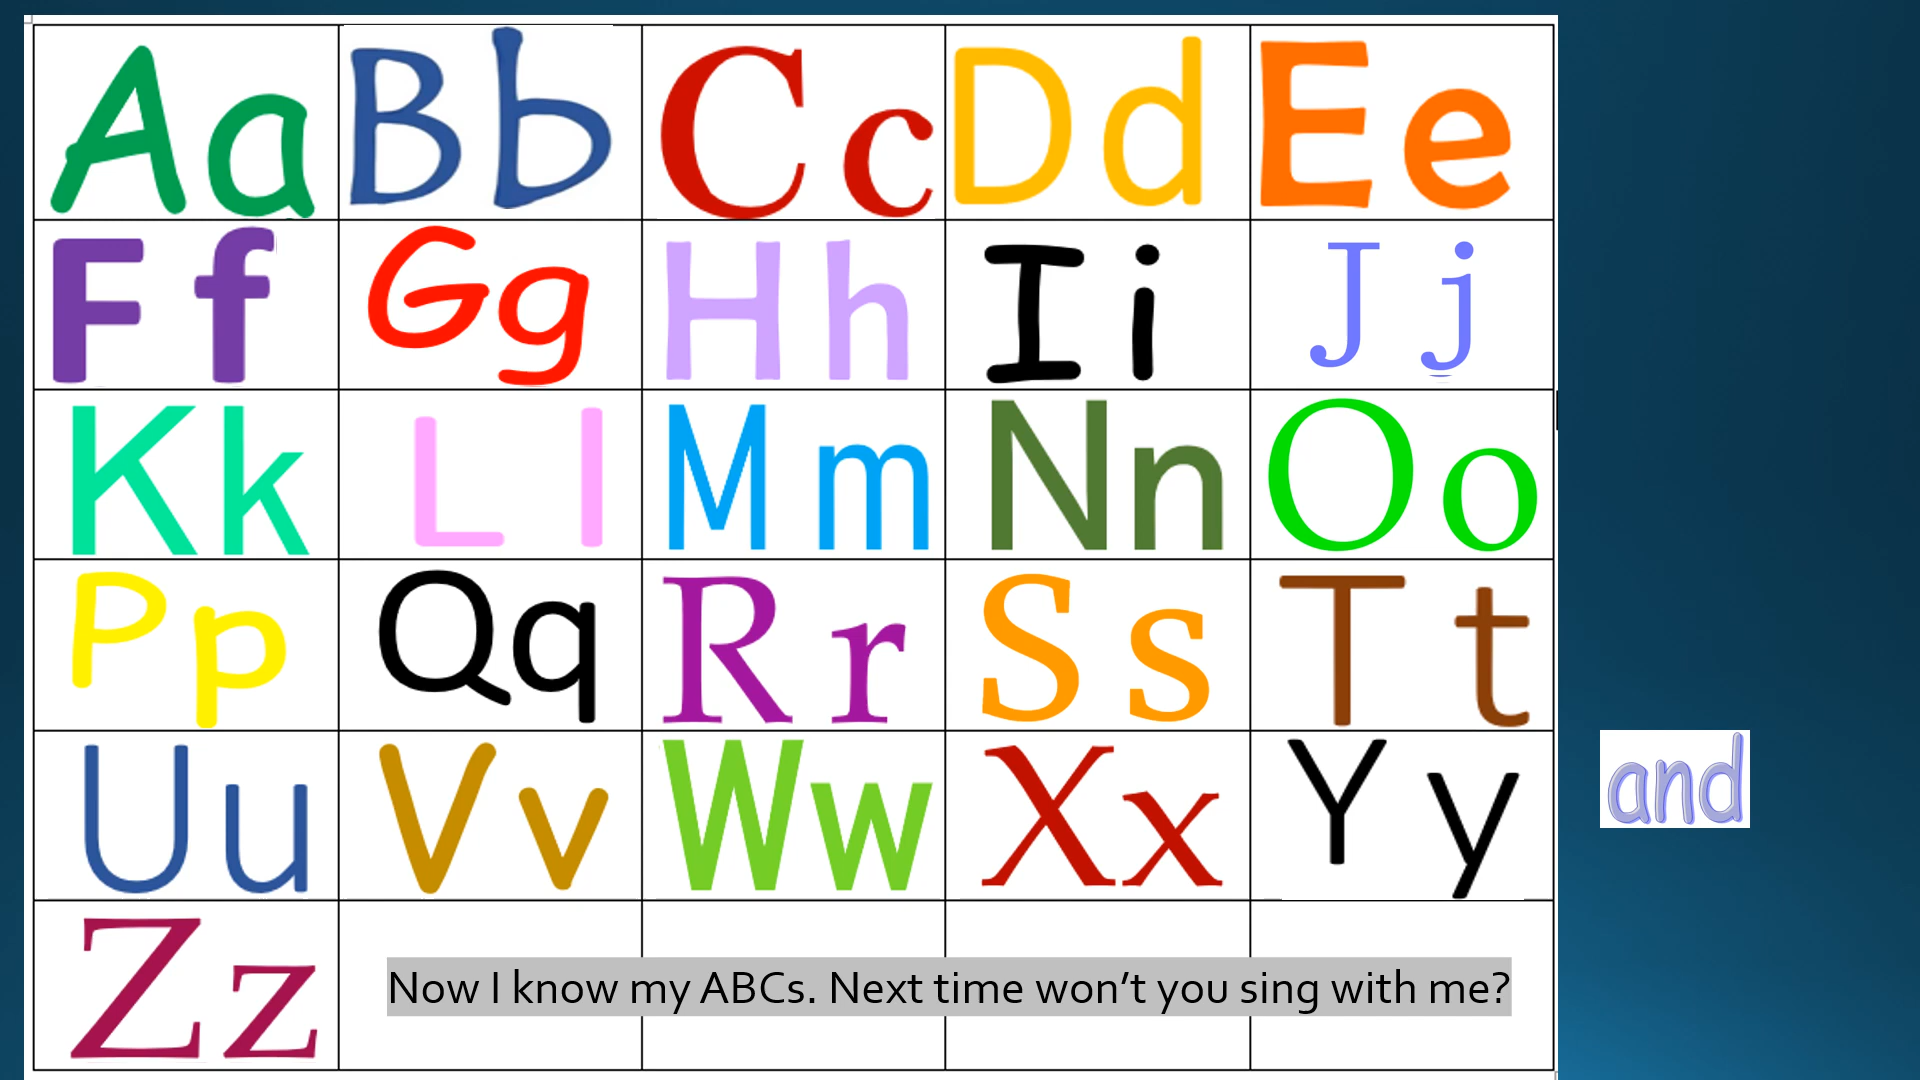 Aa Bb Cc Dd Ee
Ff Gg Hh Ii Jj
Kk Ll Mm Nn Oo
Pp Qq Rr Ss Tt
Uu Vv Ww Xx Yy and
Zz Now I know my ABCs. Next time won’t you sing with me?